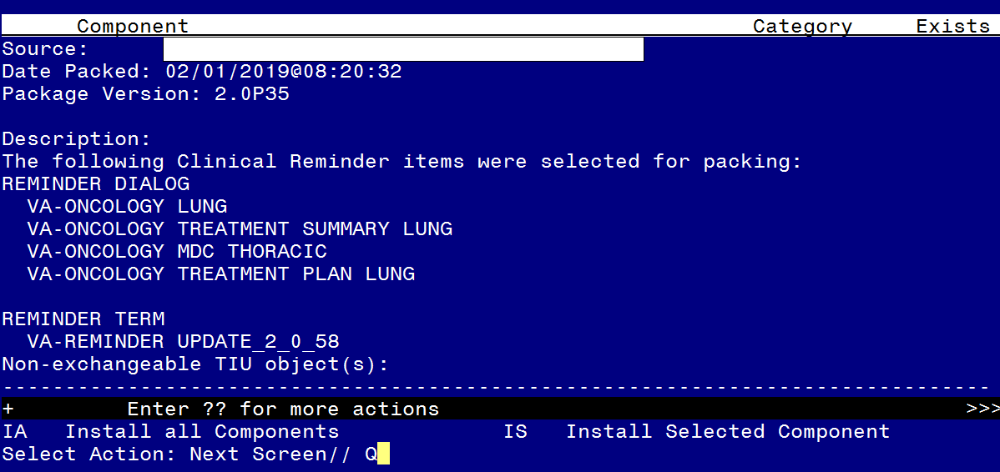 Component Category Exists
Source:
Date Packed: 02/01/2019@08:20:32
Package Version: 2.0P35
Description:
The following Clinical Reminder items were selected for packing:
REMINDER DIALOG
VA-ONCOLOGY LUNG
VA-ONCOLOGY TREATMENT SUMMARY LUNG
VA-ONCOLOGY MDC THORACIC
VA-ONCOLOGY TREATMENT PLAN LUNG
REMINDER TERM
VA-REMINDER UPDATE_2_0_58
Non-exchangeable TIU object(s):
-------------------------------------------------------------------------------
+ Enter ?? for more actions >>>
IA Install all Components IS Install Selected Component
Select Action: Next Screen// Q